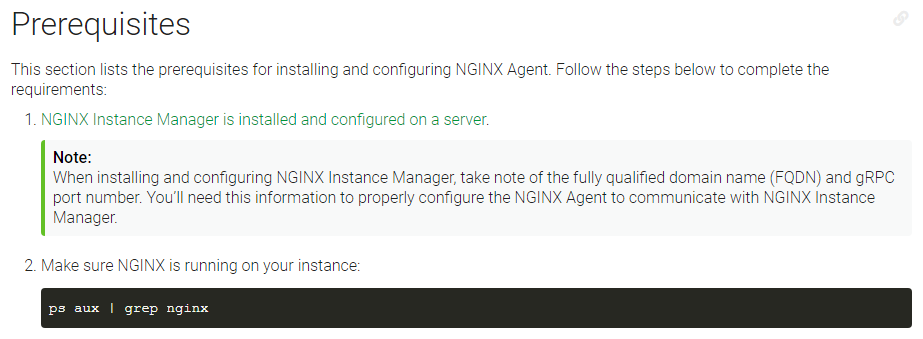 Prerequisites
This section lists the prerequisites for installing and configuring NGINX Agent. Follow the steps below to complete the
requirements:
1. NGINX Instance Manager is installed and configured on a server.
Note:
When installing and configuring NGINX Instance Manager, take note of the fully qualified domain name (FQDN) and gRPC
port number. You’ll need this information to properly configure the NGINX Agent to communicate with NGINX Instance
Manager.
2. Make sure NGINX is running on your instance:
ps aux | grep nginx